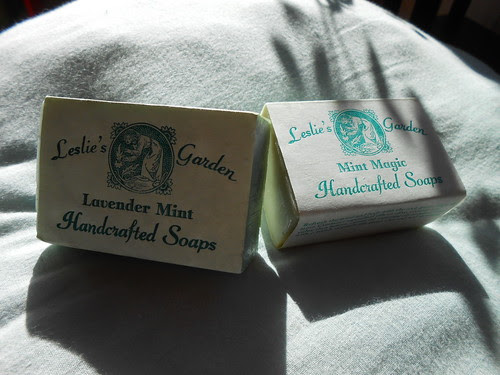 Leslie's Garden
Lavender Mint
Handcrafted Soaps
Leslie's Garden
Mint Magic
Handcrafted Soaps